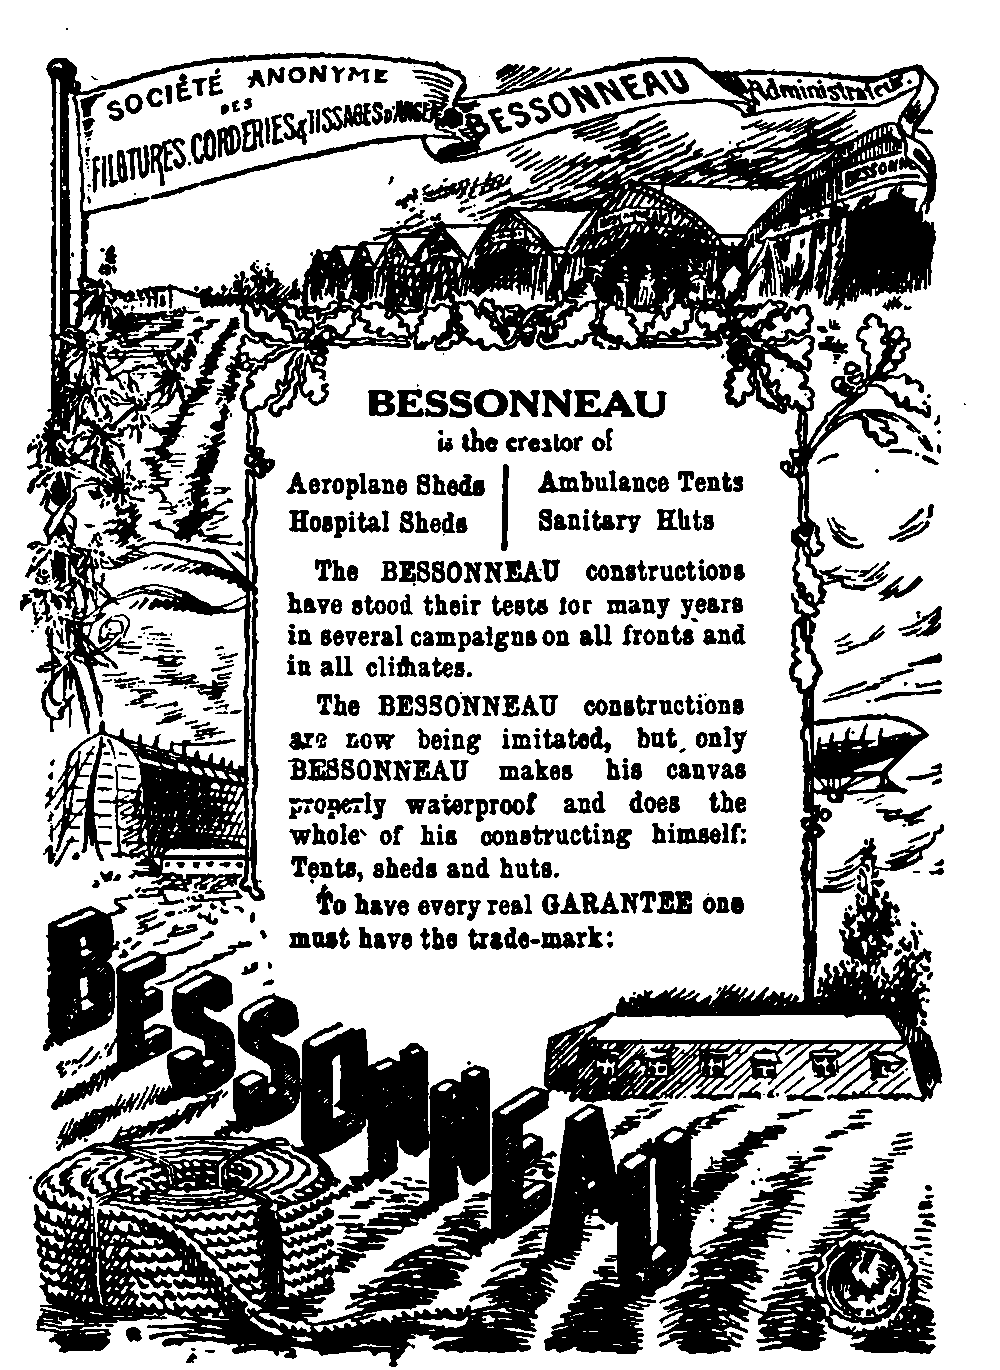 SOCIÉTÉ ANONYME
DES
FILATURES. CORDERIES & TISSAGES D'ANGERS
BESSONNEAU
Administrateur.
BESSONN
BESSONNEAU
is the creator of
Aeroplane Sheds
Hospital Sheds
Ambulance Tents
Sanitary Huts
The BESSONNEAU constructions
have stood their tests for many years
in several campaigns on all fronts and
in all climates.
The BESSONNEAU constructions
are now being imitated, but only
BESSONNEAU makes his canvas
properly waterproof and does the
whole of his constructing himself:
Tents, sheds and huts.
To have every real GARANTEE one
must have the trade-mark:
BESSONNEAU